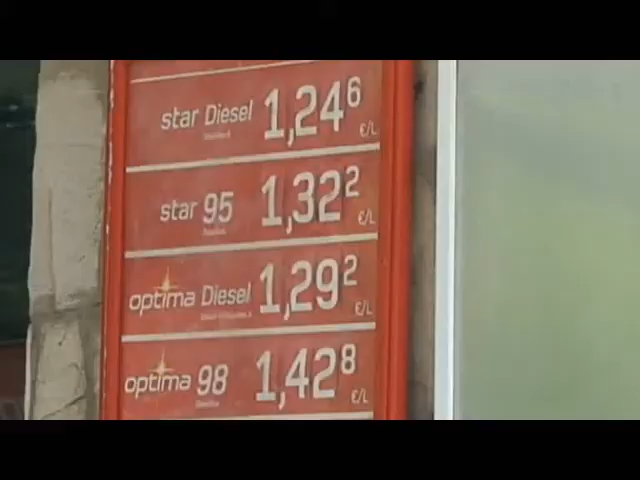 star Diesel 1,24⁶ €/L
star 95 1,32² €/L
optima Diesel 1,29² €/L
optima 98 1,42⁸ €/L